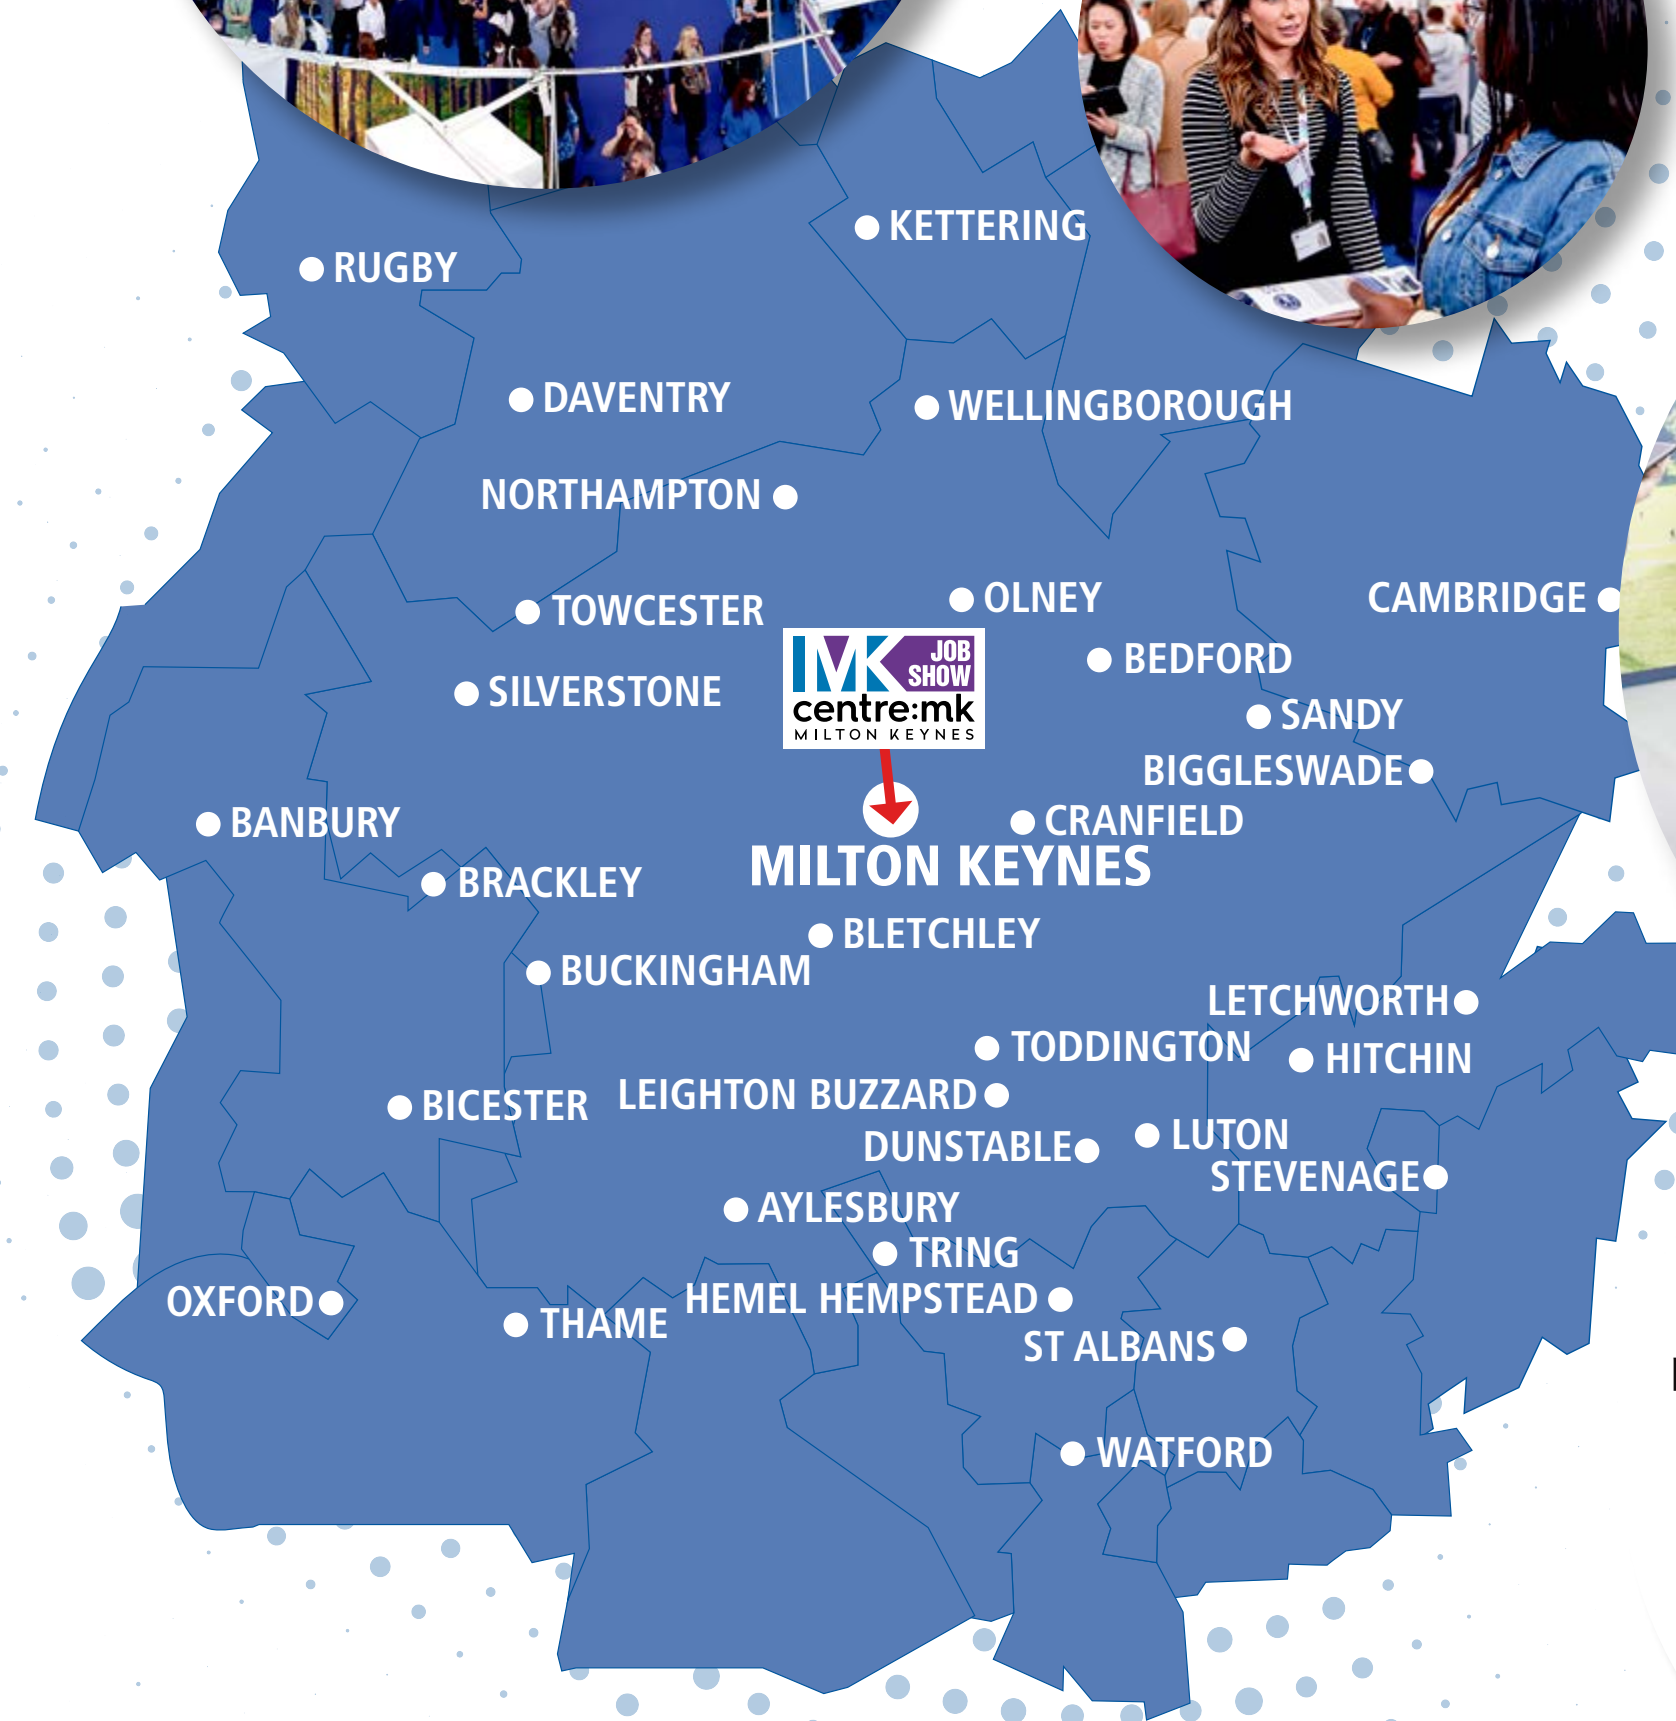 KETTERING
RUGBY
DAVENTRY
WELLINGBOROUGH
NORTHAMPTON
OLNEY
CAMBRIDGE
TOWCESTER
MK JOB
SHOW
centre:mk
MILTON KEYNES
BEDFORD
SILVERSTONE
SANDY
BIGGLESWADE
BANBURY
CRANFIELD
MILTON KEYNES
BRACKLEY
BLETCHLEY
BUCKINGHAM
LETCHWORTH
TODDINGTON
HITCHIN
LEIGHTON BUZZARD
BICESTER
LUTON
DUNSTABLE
STEVENAGE
AYLESBURY
TRING
HEMEL HEMPSTEAD
OXFORD
THAME
ST ALBANS
WATFORD